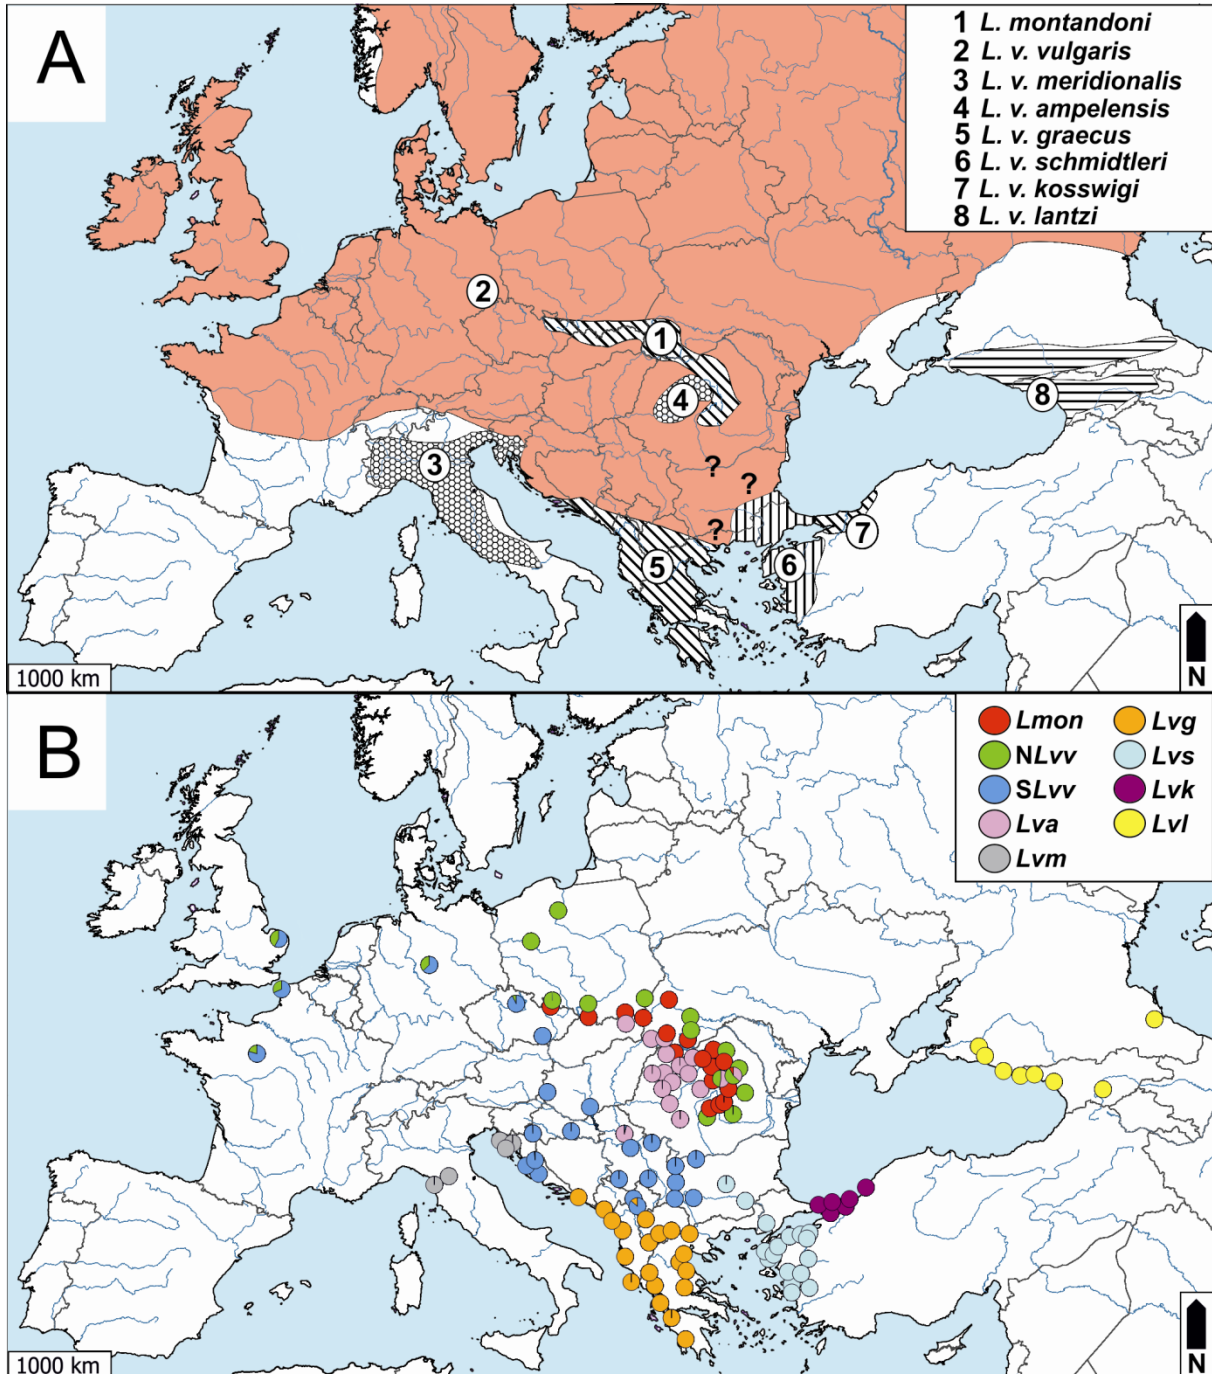 A
1 L. montandoni
2 L. v. vulgaris
3 L. v. meridionalis
4 L. v. ampelensis
5 L. v. graecus
6 L. v. schmidtleri
7 L. v. kosswigi
8 L. v. lantzi
2
1
4
3
8
?
?
?
7
5
6
1000 km
N
B
Lmon
Lvg
NLvv
Lvs
SLvv
Lvk
Lva
Lvl
Lvm
1000 km
N